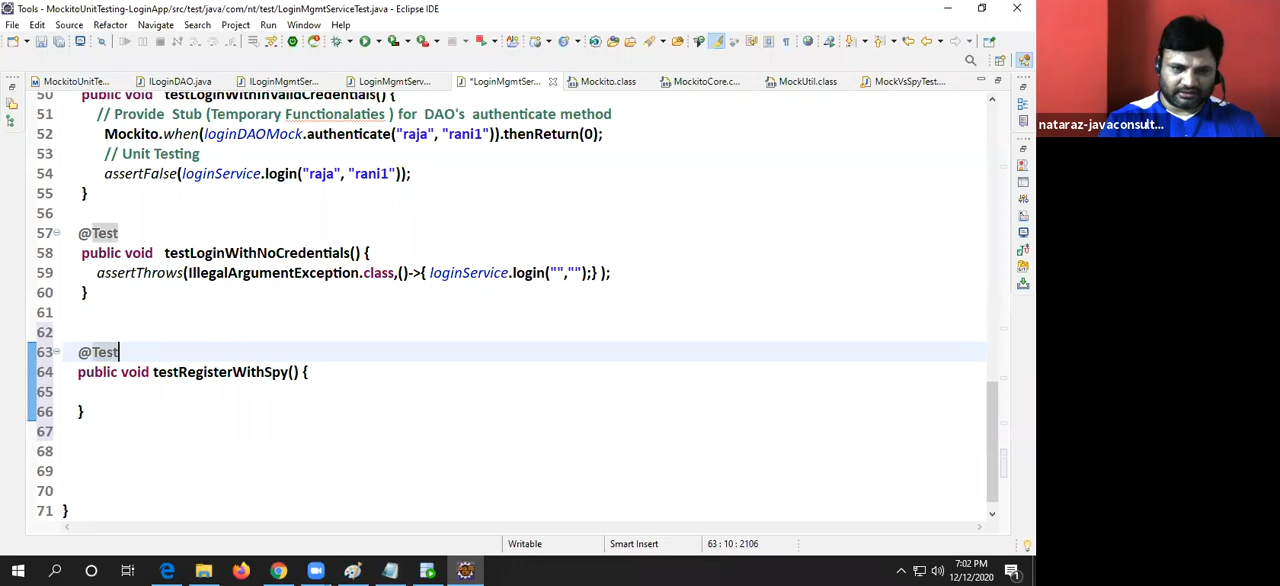 Tools - MockitoUnitTesting-LoginApp/src/test/java/com/nt/test/LoginMgmtServiceTest.java - Eclipse IDE
File Edit Source Refactor Navigate Search Project Run Window Help
MockitoUnitTe... ILoginDAO.java ILoginMgmtSer... LoginMgmtServ... *LoginMgmtSer... Mockito.class MockitoCore.c... MockUtil.class MockVsSpyTest....
nataraz-javaconsult...
50 public void testLoginWithInvalidCredentials() {
51 // Provide Stub (Temporary Functionalaties ) for DAO's authenticate method
52 Mockito.when(loginDAOMock.authenticate("raja", "rani1")).thenReturn(0);
53 // Unit Testing
54 assertFalse(loginService.login("raja", "rani1"));
55 }
56
57 @Test
58 public void testLoginWithNoCredentials() {
59 assertThrows(IllegalArgumentException.class,()->{ loginService.login("","");} );
60 }
61
62
63 @Test
64 public void testRegisterWithSpy() {
65
66 }
67
68
69
70
71 }
Writable Smart Insert 63 : 10 : 2106
7:02 PM
12/12/2020